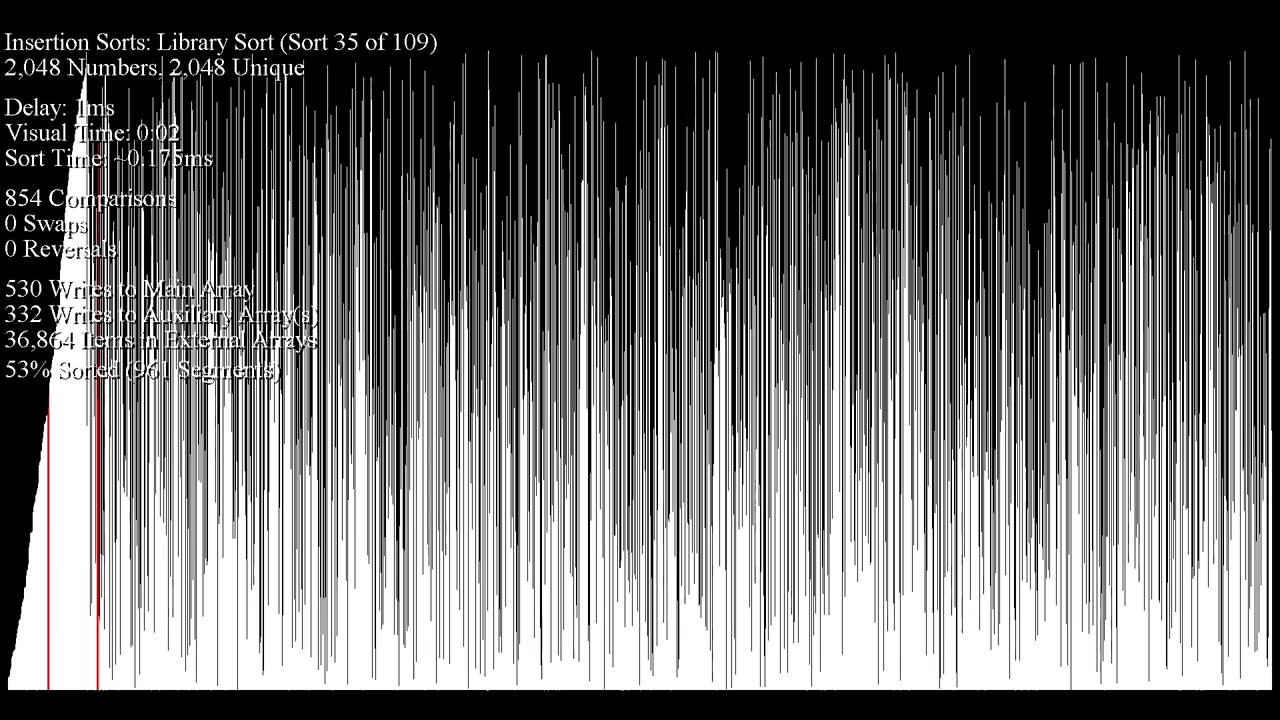 Insertion Sorts: Library Sort (Sort 35 of 109)
2,048 Numbers, 2,048 Unique
Delay: 1ms
Visual Time: 0:02
Sort Time: ~0.175ms
854 Comparisons
0 Swaps
0 Reversals
530 Writes to Main Array
332 Writes to Auxiliary Array(s)
36,864 Items in External Arrays
53% Sorted (961 Segments)